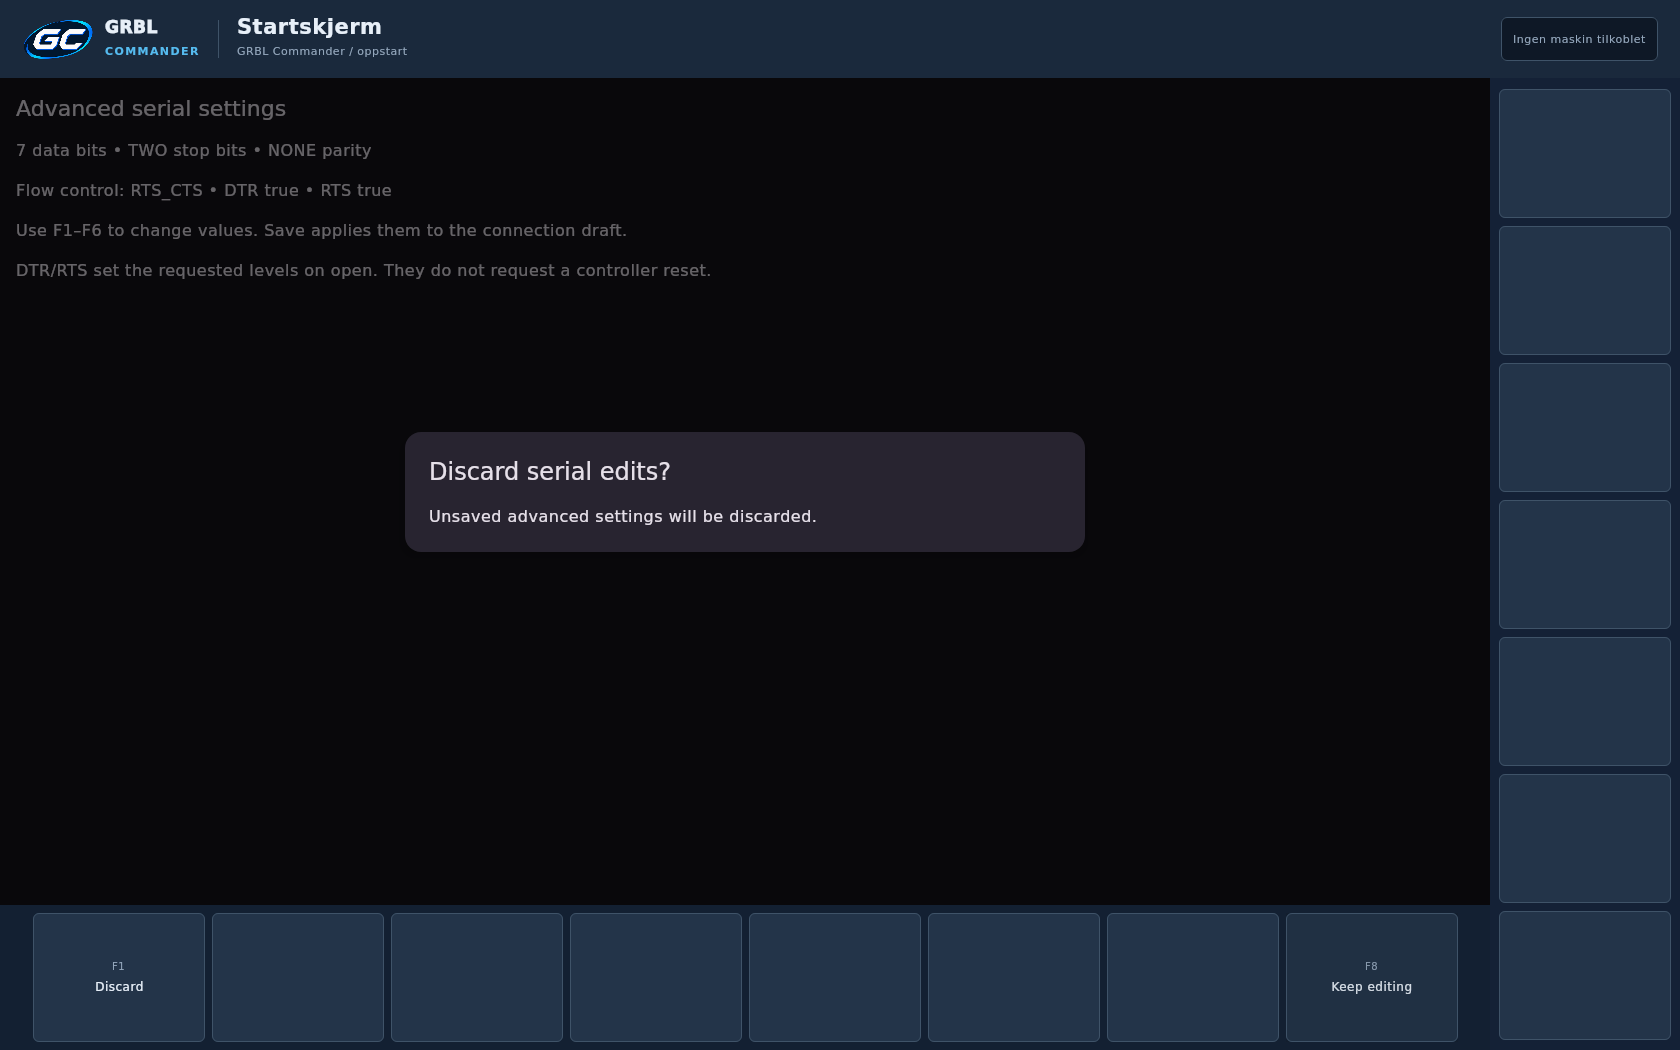 GC
GRBL
COMMANDER
Startskjerm
GRBL Commander / oppstart
Ingen maskin tilkoblet
Advanced serial settings
7 data bits • TWO stop bits • NONE parity
Flow control: RTS_CTS • DTR true • RTS true
Use F1–F6 to change values. Save applies them to the connection draft.
DTR/RTS set the requested levels on open. They do not request a controller reset.
Discard serial edits?
Unsaved advanced settings will be discarded.
F1
Discard
F8
Keep editing